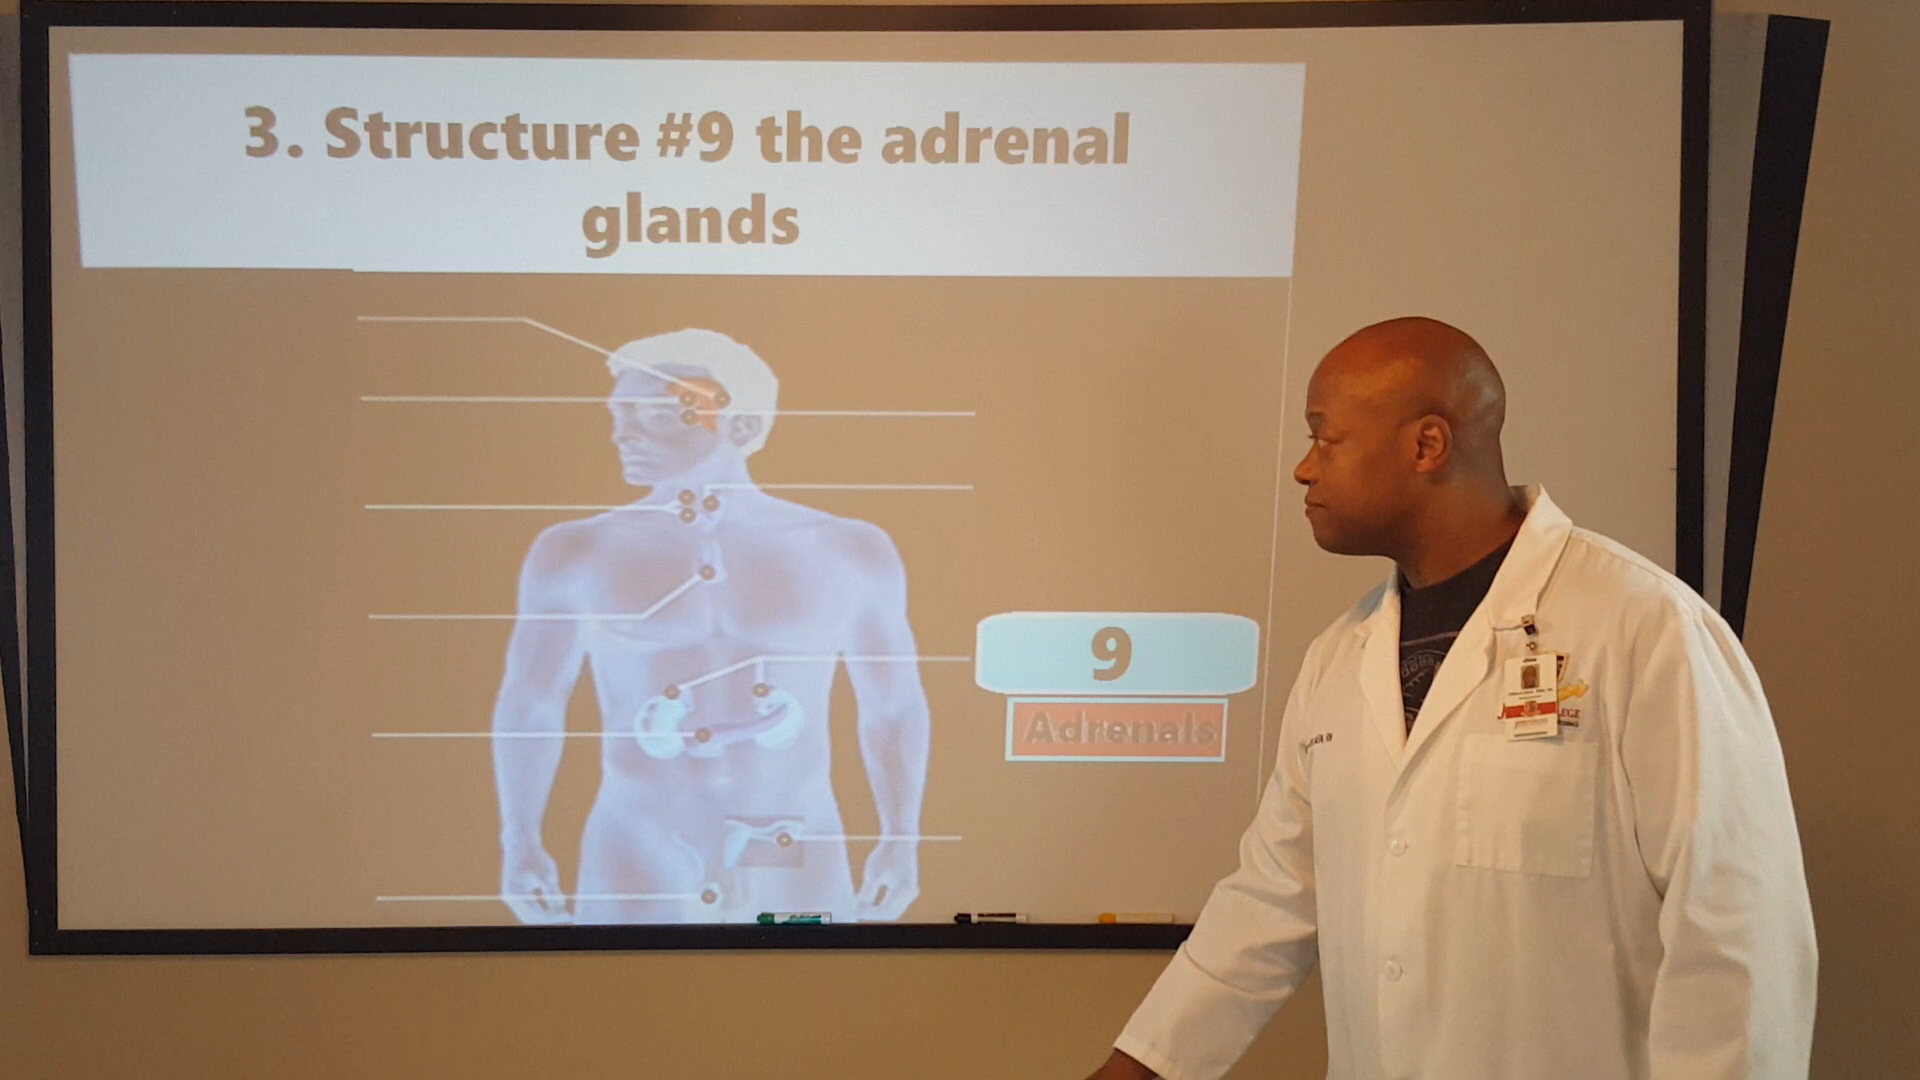 3. Structure #9 the adrenal
glands
9
Adrenals